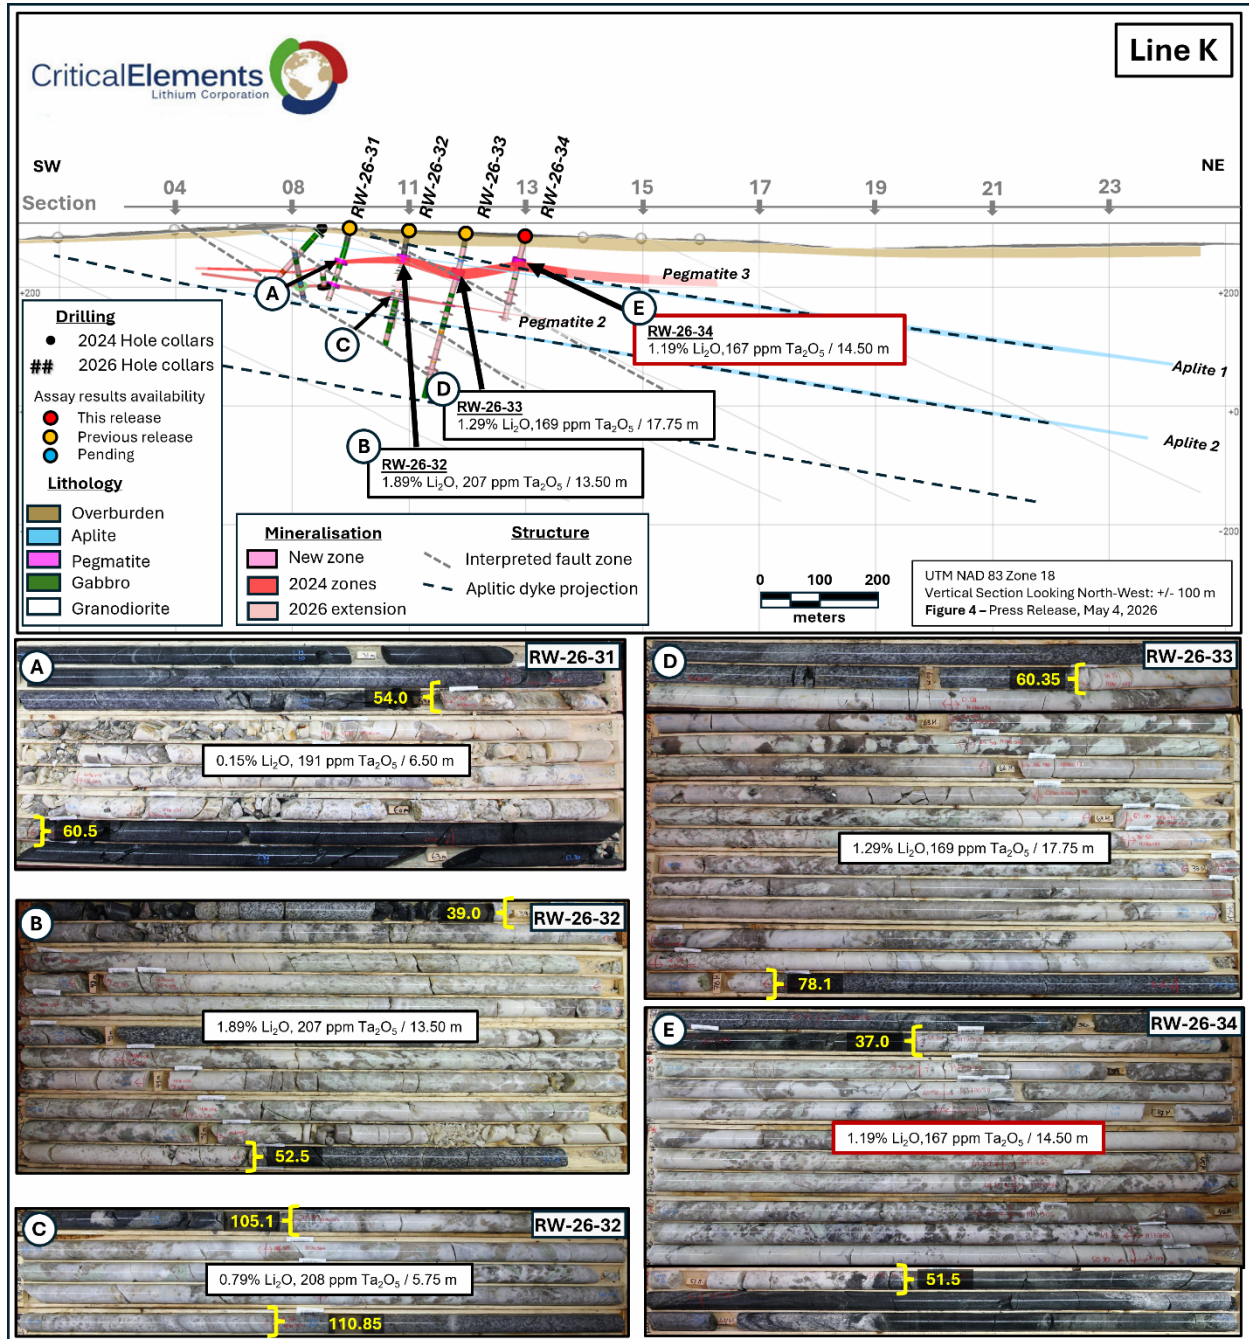 Line K
CriticalElements
Lithium Corporation
RW-26-31
RW-26-32
RW-26-33
RW-26-34
SW
NE
Section
04
08
11
13
15
17
19
21
23
A
Pegmatite 3
+200
+200
E
C
Pegmatite 2
RW-26-34
1.19% Li₂O,167 ppm Ta₂O₅ / 14.50 m
Aplite 1
D
RW-26-33
1.29% Li₂O,169 ppm Ta₂O₅ / 17.75 m
+0
Aplite 2
B
RW-26-32
1.89% Li₂O, 207 ppm Ta₂O₅ / 13.50 m
-200
Drilling
2024 Hole collars
## 2026 Hole collars
Assay results availability
This release
Previous release
Pending
Lithology
Overburden
Aplite
Pegmatite
Gabbro
Granodiorite
Mineralisation
New zone
2024 zones
2026 extension
Structure
Interpreted fault zone
Aplitic dyke projection
0 100 200
meters
UTM NAD 83 Zone 18
Vertical Section Looking North-West: +/- 100 m
Figure 4 – Press Release, May 4, 2026
A
RW-26-31
54.0
0.15% Li₂O, 191 ppm Ta₂O₅ / 6.50 m
60.5
B
RW-26-32
39.0
1.89% Li₂O, 207 ppm Ta₂O₅ / 13.50 m
52.5
C
RW-26-32
105.1
0.79% Li₂O, 208 ppm Ta₂O₅ / 5.75 m
110.85
D
RW-26-33
60.35
1.29% Li₂O,169 ppm Ta₂O₅ / 17.75 m
78.1
E
RW-26-34
37.0
1.19% Li₂O,167 ppm Ta₂O₅ / 14.50 m
51.5